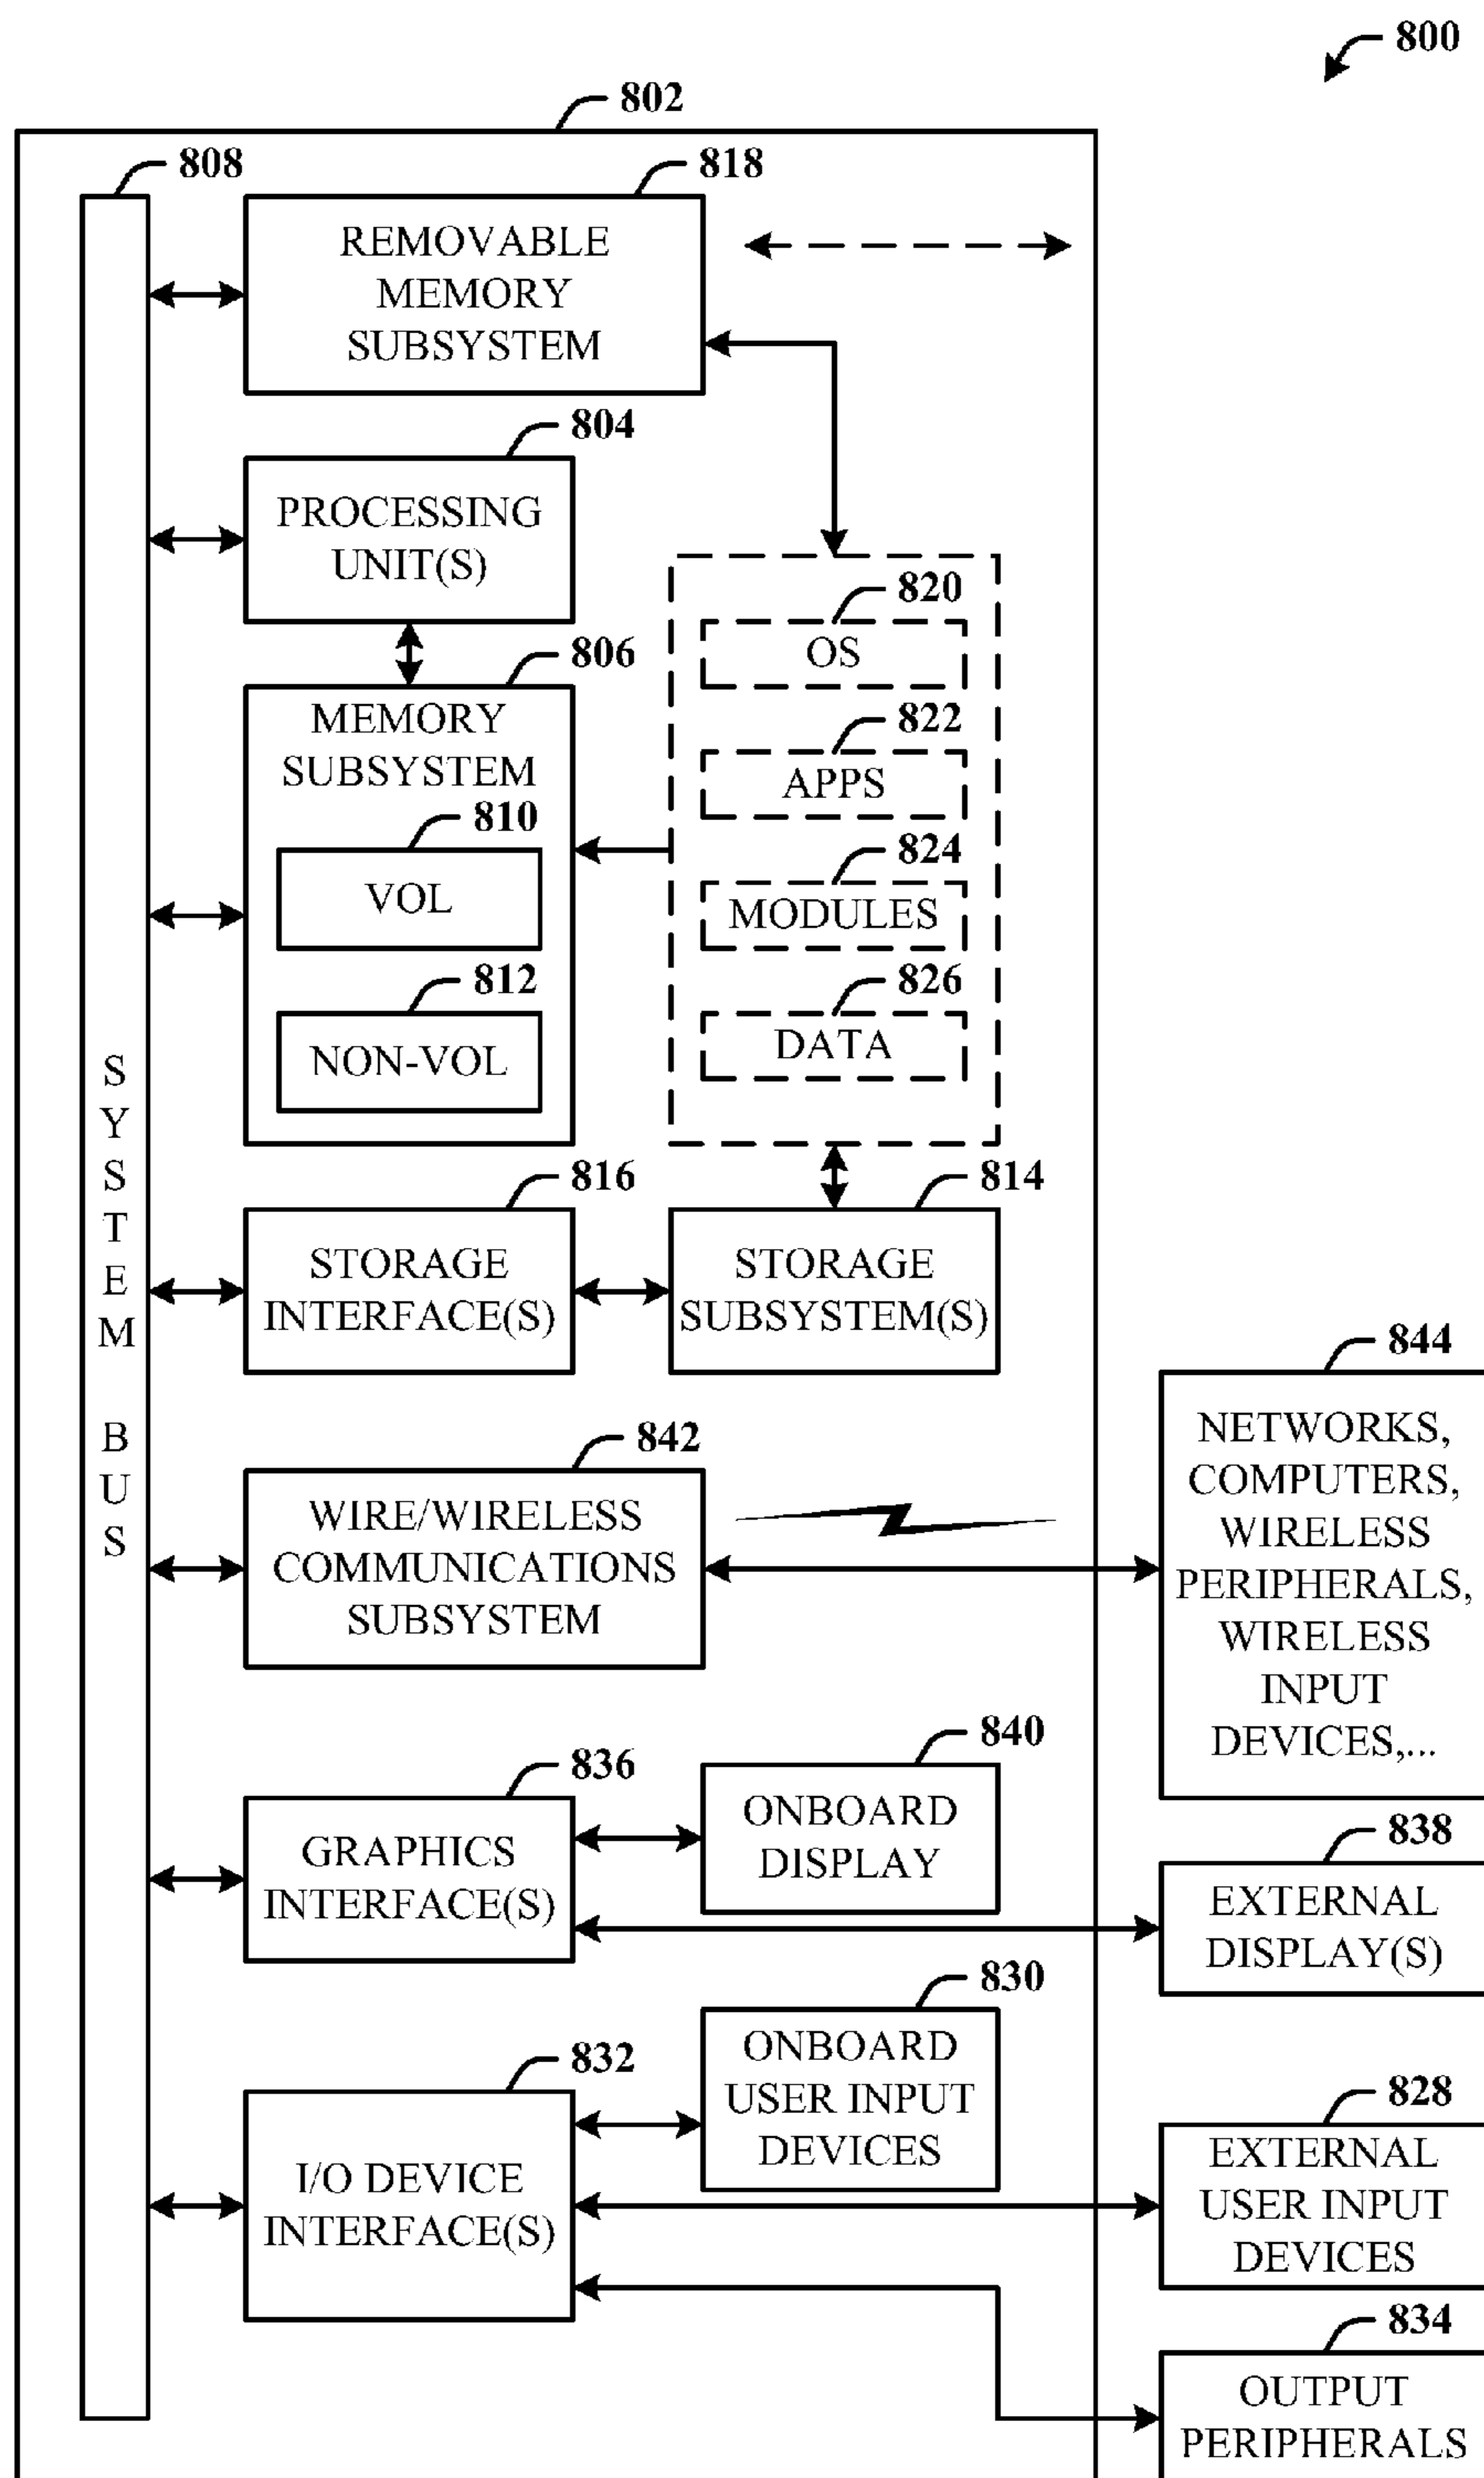 800
802
808
818
REMOVABLE
MEMORY
SUBSYSTEM
804
PROCESSING
UNIT(S)
806
MEMORY
SUBSYSTEM
810
VOL
812
NON-VOL
820
OS
822
APPS
824
MODULES
826
DATA
SYSTEM BUS
816
STORAGE
INTERFACE(S)
814
STORAGE
SUBSYSTEM(S)
842
WIRE/WIRELESS
COMMUNICATIONS
SUBSYSTEM
844
NETWORKS,
COMPUTERS,
WIRELESS
PERIPHERALS,
WIRELESS
INPUT
DEVICES,...
836
GRAPHICS
INTERFACE(S)
840
ONBOARD
DISPLAY
838
EXTERNAL
DISPLAY(S)
832
I/O DEVICE
INTERFACE(S)
830
ONBOARD
USER INPUT
DEVICES
828
EXTERNAL
USER INPUT
DEVICES
834
OUTPUT
PERIPHERALS